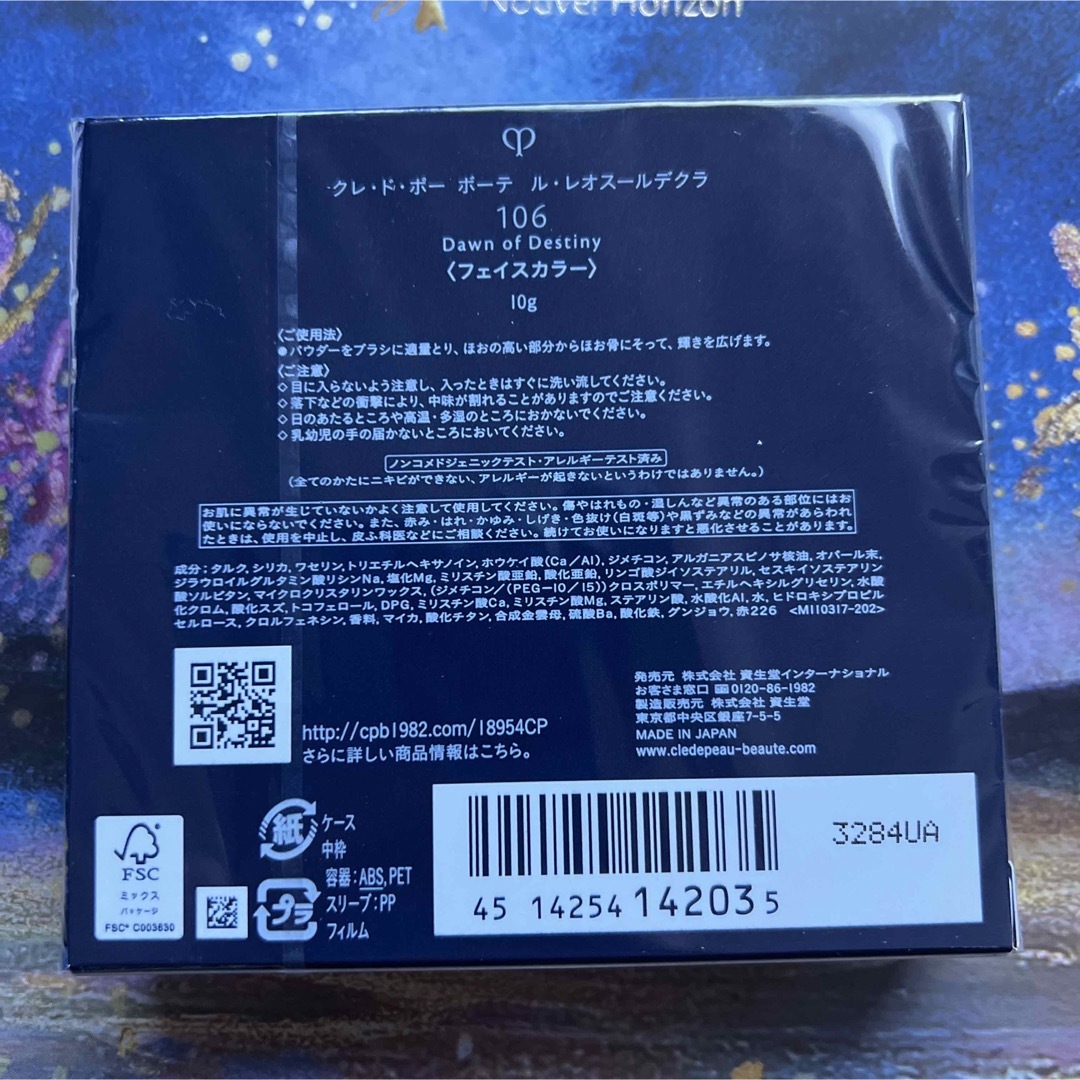 Nouvel Horizon
クレ・ド・ポー ボーテ ル・レオスールデクラ
106
Dawn of Destiny
〈フェイスカラー〉
10g
〈ご使用法〉
●パウダーをブラシに適量とり、ほおの高い部分からほお骨にそって、輝きを広げます。
〈ご注意〉
◇目に入らないよう注意し、入ったときはすぐに洗い流してください。
◇落下などの衝撃により、中味が割れることがありますのでご注意ください。
◇日のあたるところや高温・多湿のところにおかないでください。
◇乳幼児の手の届かないところにおいてください。
ノンコメドジェニックテスト・アレルギーテスト済み
(全てのかたにニキビができない、アレルギーが起きないというわけではありません。)
お肌に異常が生じていないかよく注意して使用してください。傷やはれもの・湿しんなど異常のある部位にはお
使いにならないでください。また、赤み・はれ・かゆみ・しげき・色抜け(白斑等)や黒ずみなどの異常があらわれ
たときは、使用を中止し、皮ふ科医などにご相談ください。続けてお使いになりますと悪化させることがあります。
成分：タルク, シリカ, ワセリン, トリエチルヘキサノイン, ホウケイ酸(Ca/Al), ジメチコン, アルガニアスピノサ核油, オパール末,
ジラウロイルグルタミン酸リシンNa, 塩化Mg, ミリスチン酸亜鉛, 酸化亜鉛, リンゴ酸ジイソステアリル, セスキイソステアリン
酸ソルビタン, マイクロクリスタリンワックス, (ジメチコン/(PEG-10/15))クロスポリマー, エチルヘキシルグリセリン, 水酸
化クロム, 酸化スズ, トコフェロール, DPG, ミリスチン酸Ca, ミリスチン酸Mg, ステアリン酸, 水酸化Al, 水, ヒドロキシプロピル
セルロース, クロルフェネシン, 香料, マイカ, 酸化チタン, 合成金雲母, 硫酸Ba, 酸化鉄, グンジョウ, 赤226 <M110317-202>
http://cpb1982.com/18954CP
さらに詳しい商品情報はこちら。
発売元 株式会社 資生堂インターナショナル
お客さま窓口 0120-86-1982
製造販売元 株式会社 資生堂
東京都中央区銀座7-5-5
MADE IN JAPAN
www.cledepeau-beaute.com
FSC
ミックス
パッケージ
FSC® C003630
紙
ケース
中枠
プラ
容器：ABS, PET
スリーブ：PP
フィルム
45 14254 14203 5
3284UA